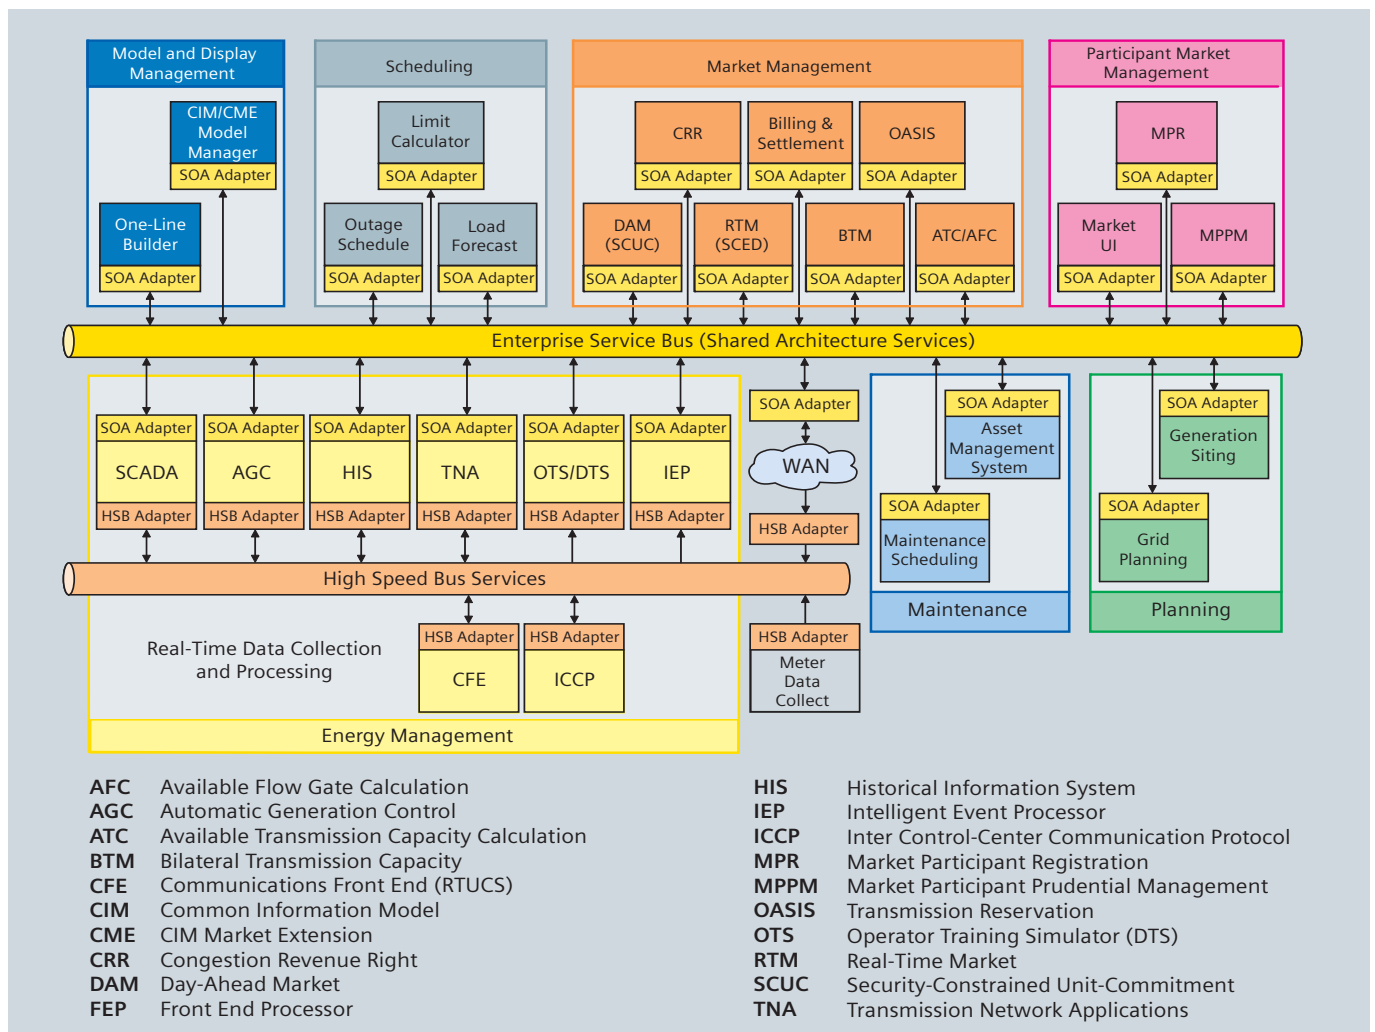 Model and Display
Management
Scheduling
Market Management
Participant Market
Management
CIM/CME
Model
Manager
SOA Adapter
Limit
Calculator
SOA Adapter
CRR
SOA Adapter
Billing &
Settlement
SOA Adapter
OASIS
SOA Adapter
MPR
SOA Adapter
One-Line
Builder
SOA Adapter
Outage
Schedule
SOA Adapter
Load
Forecast
SOA Adapter
DAM
(SCUC)
SOA Adapter
RTM
(SCED)
SOA Adapter
BTM
SOA Adapter
ATC/AFC
SOA Adapter
Market
UI
SOA Adapter
MPPM
SOA Adapter
Enterprise Service Bus (Shared Architecture Services)
SOA Adapter
SCADA
HSB Adapter
SOA Adapter
AGC
HSB Adapter
SOA Adapter
HIS
HSB Adapter
SOA Adapter
TNA
HSB Adapter
SOA Adapter
OTS/DTS
HSB Adapter
SOA Adapter
IEP
HSB Adapter
SOA Adapter
WAN
HSB Adapter
SOA Adapter
Asset
Management
System
SOA Adapter
Maintenance
Scheduling
Maintenance
SOA Adapter
Generation
Siting
SOA Adapter
Grid
Planning
Planning
High Speed Bus Services
Real-Time Data Collection
and Processing
HSB Adapter
CFE
HSB Adapter
ICCP
HSB Adapter
Meter
Data
Collect
Energy Management
AFC Available Flow Gate Calculation
AGC Automatic Generation Control
ATC Available Transmission Capacity Calculation
BTM Bilateral Transmission Capacity
CFE Communications Front End (RTUCS)
CIM Common Information Model
CME CIM Market Extension
CRR Congestion Revenue Right
DAM Day-Ahead Market
FEP Front End Processor
HIS Historical Information System
IEP Intelligent Event Processor
ICCP Inter Control-Center Communication Protocol
MPR Market Participant Registration
MPPM Market Participant Prudential Management
OASIS Transmission Reservation
OTS Operator Training Simulator (DTS)
RTM Real-Time Market
SCUC Security-Constrained Unit-Commitment
TNA Transmission Network Applications